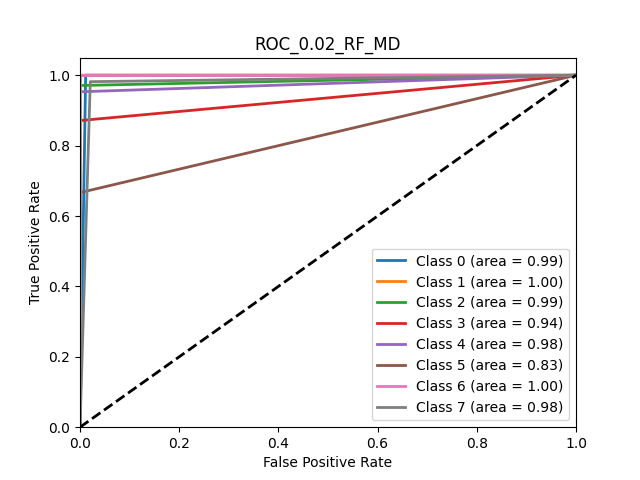 ROC_0.02_RF_MD
True Positive Rate
1.0
0.8
0.6
0.4
0.2
0.0
Class 0 (area = 0.99)
Class 1 (area = 1.00)
Class 2 (area = 0.99)
Class 3 (area = 0.94)
Class 4 (area = 0.98)
Class 5 (area = 0.83)
Class 6 (area = 1.00)
Class 7 (area = 0.98)
0.0 0.2 0.4 0.6 0.8 1.0
False Positive Rate